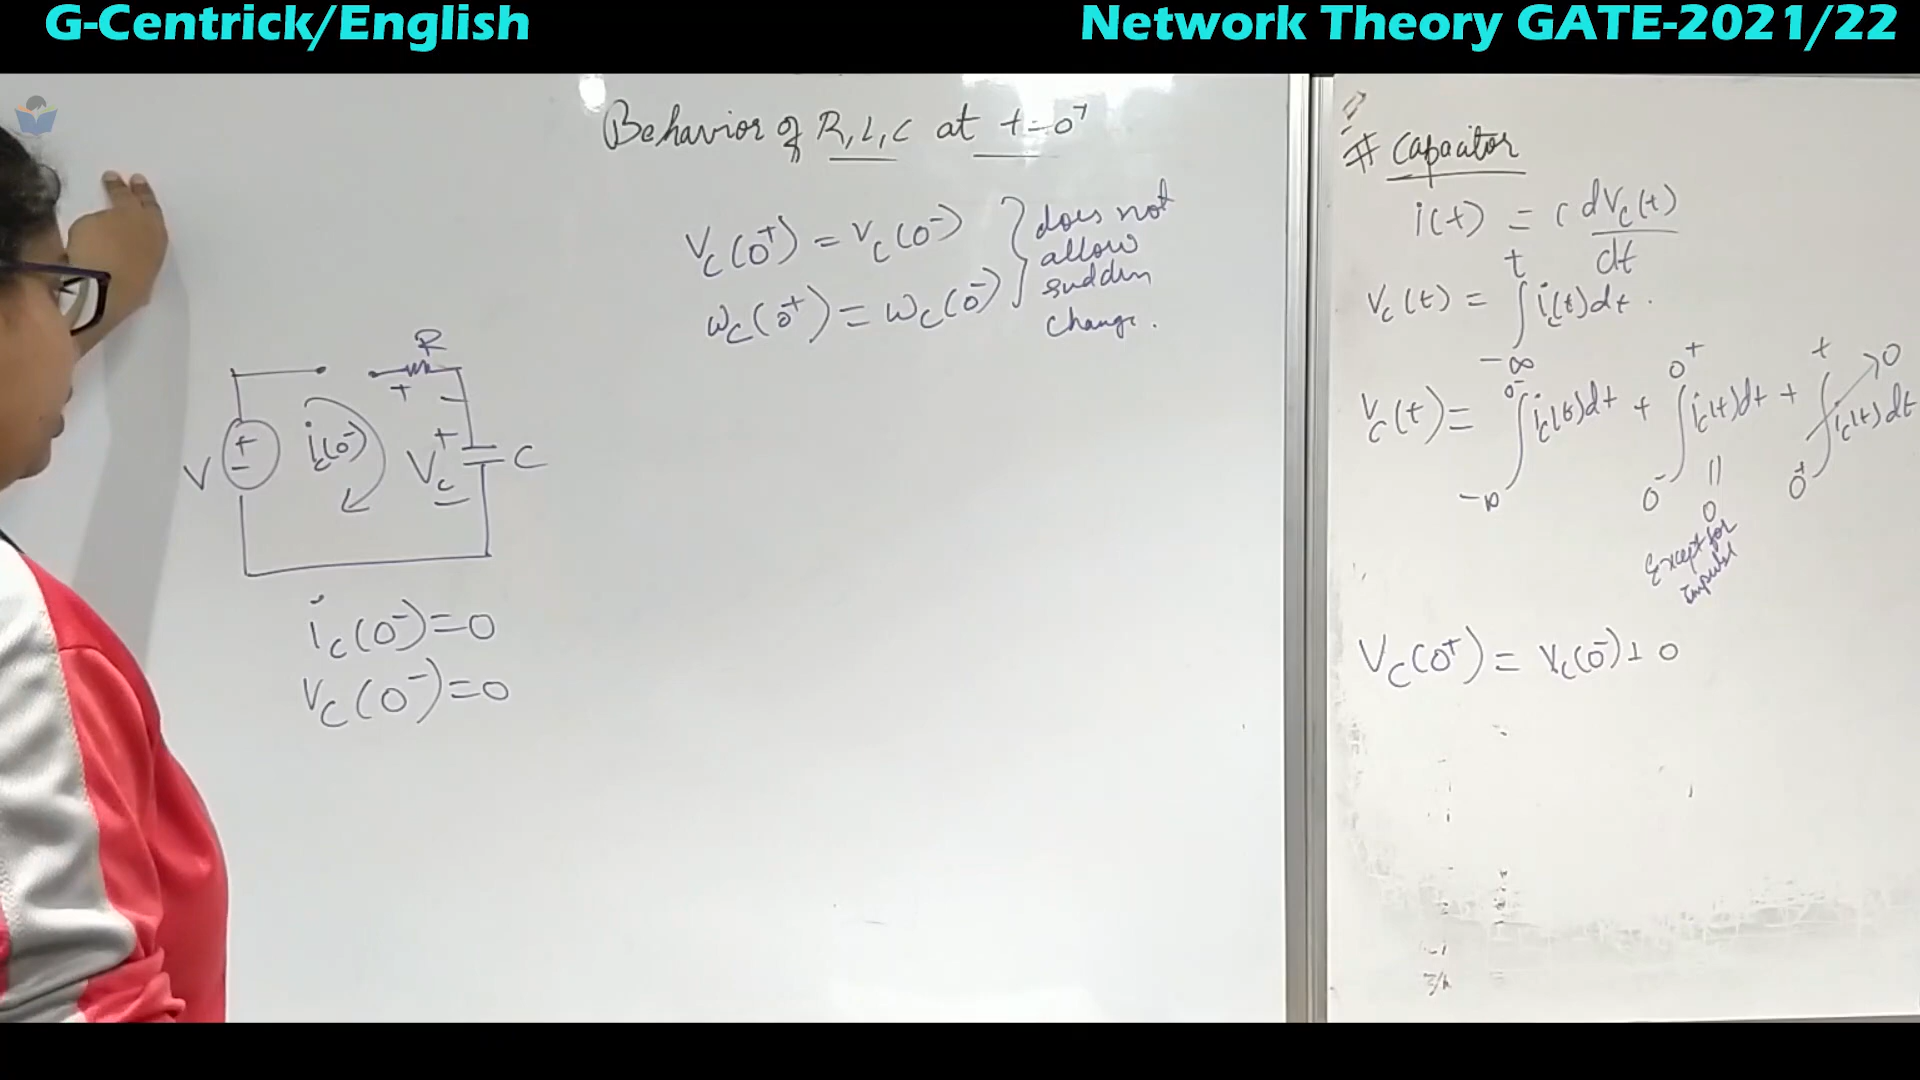 G-Centrick/English
Network Theory GATE-2021/22
Behavior of R, L, C at t=0⁺
V_C(0⁺) = V_C(0⁻)
W_C(0⁺) = W_C(0⁻)
does not
allow
sudden
change.
R
+ −
V + −
i_C(0⁻)
V_C + −
C
i_C(0⁻)=0
V_C(0⁻)=0
# Capacitor
i(t) = C dV_C(t)/dt
V_C(t) = ∫_{-∞}^{t} i_C(t)dt.
V_C(t) = ∫_{-∞}^{0⁻} i_C(t)dt + ∫_{0⁻}^{0⁺} i_C(t)dt + ∫_{0⁺}^{t} i_C(t)dt → 0
|| 0
Except for
impulse
V_C(0⁺) = V_C(0⁻) + 0